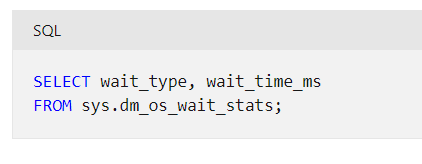 SQL
SELECT wait_type, wait_time_ms
FROM sys.dm_os_wait_stats;